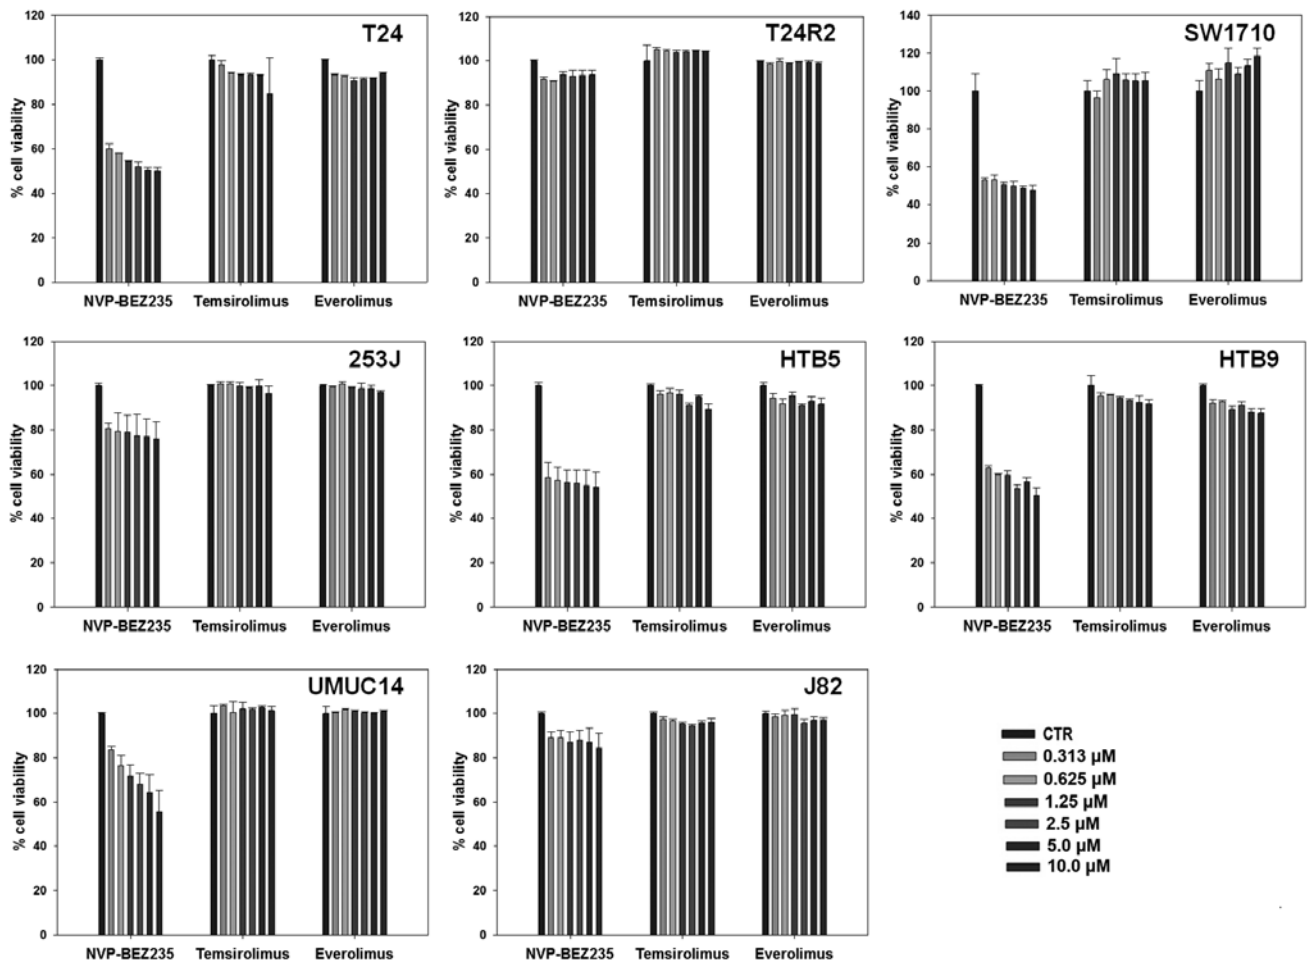 T24
% cell viability
120
100
80
60
40
20
0
NVP-BEZ235 Temsirolimus Everolimus
T24R2
% cell viability
120
100
80
60
40
20
0
NVP-BEZ235 Temsirolimus Everolimus
SW1710
% cell viability
140
120
100
80
60
40
20
0
NVP-BEZ235 Temsirolimus Everolimus
253J
% cell viability
120
100
80
60
40
20
0
NVP-BEZ235 Temsirolimus Everolimus
HTB5
% cell viability
120
100
80
60
40
20
0
NVP-BEZ235 Temsirolimus Everolimus
HTB9
% cell viability
120
100
80
60
40
20
0
NVP-BEZ235 Temsirolimus Everolimus
UMUC14
% cell viability
120
100
80
60
40
20
0
NVP-BEZ235 Temsirolimus Everolimus
J82
% cell viability
120
100
80
60
40
20
0
NVP-BEZ235 Temsirolimus Everolimus
CTR
0.313 µM
0.625 µM
1.25 µM
2.5 µM
5.0 µM
10.0 µM